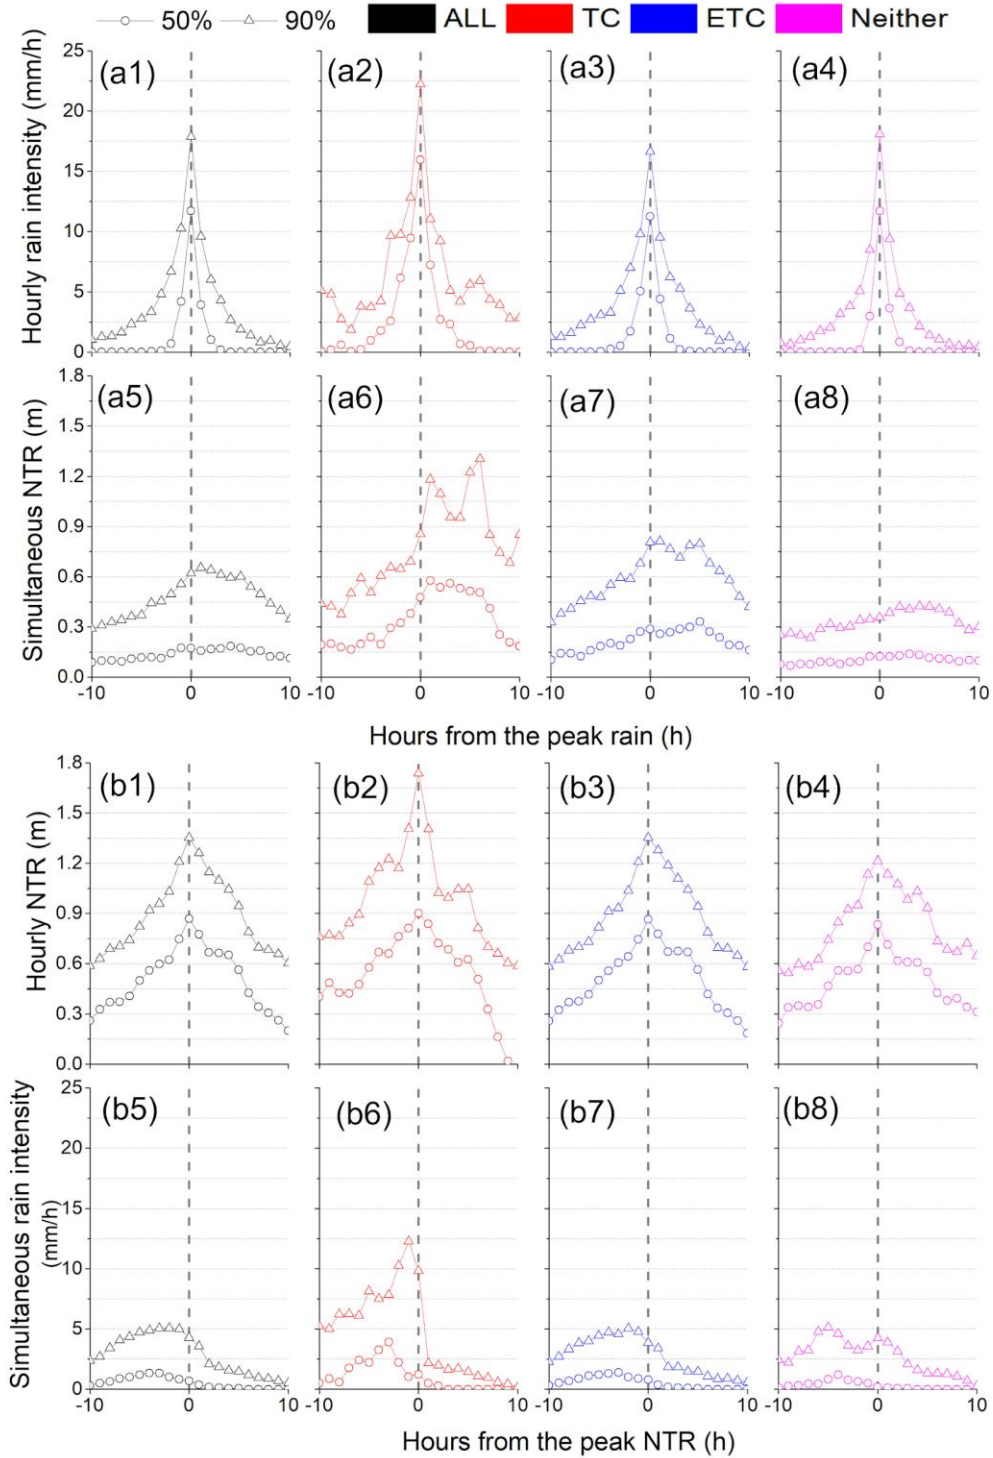 50% 90% ALL TC ETC Neither
Hourly rain intensity (mm/h)
25
20
15
10
5
0
(a1) (a2) (a3) (a4)
Simultaneous NTR (m)
1.8
1.5
1.2
0.9
0.6
0.3
0.0
(a5) (a6) (a7) (a8)
-10 0 10 -10 0 10 -10 0 10 -10 0 10
Hours from the peak rain (h)
Hourly NTR (m)
1.8
1.5
1.2
0.9
0.6
0.3
0.0
(b1) (b2) (b3) (b4)
Simultaneous rain intensity
(mm/h)
25
20
15
10
5
0
(b5) (b6) (b7) (b8)
-10 0 10 -10 0 10 -10 0 10 -10 0 10
Hours from the peak NTR (h)